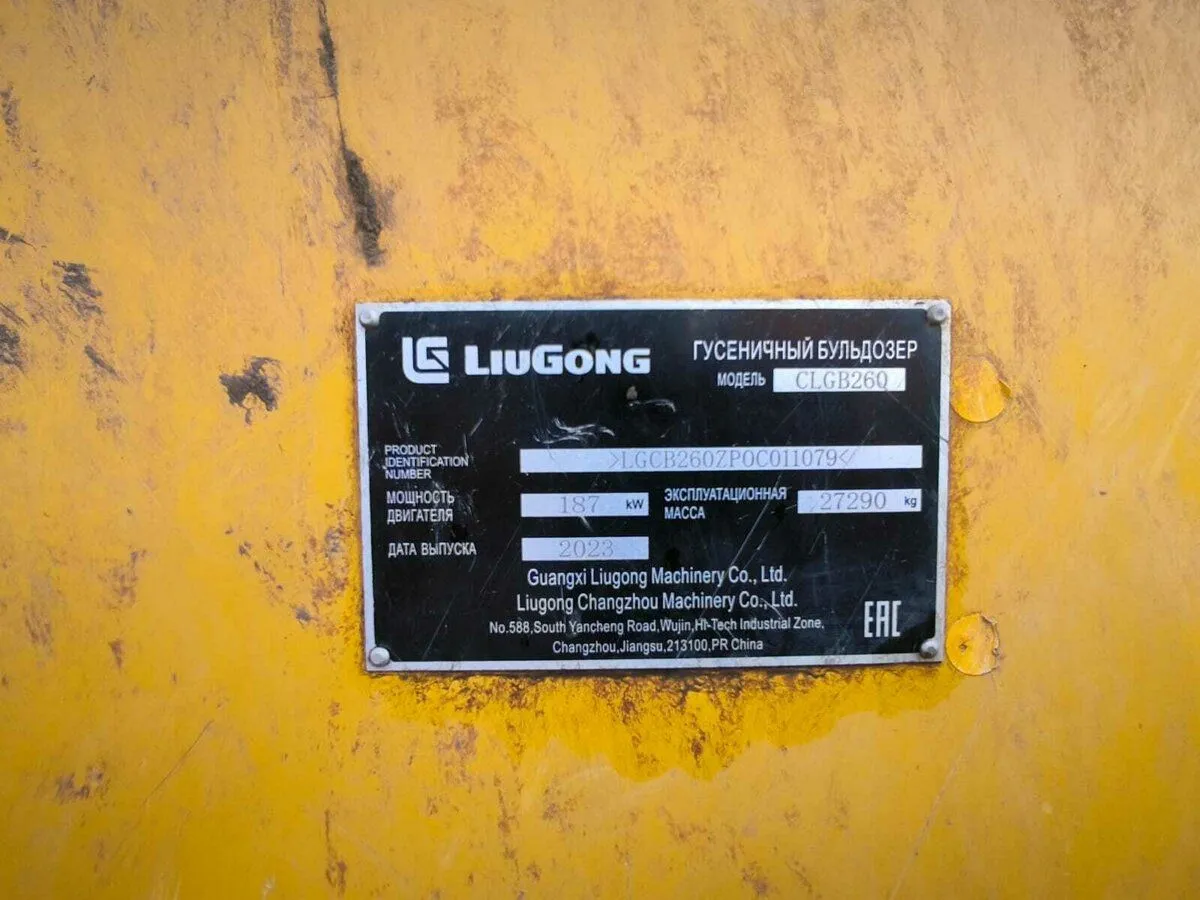 LG LIUGONG
ГУСЕНИЧНЫЙ БУЛЬДОЗЕР
МОДЕЛЬ CLGB260
PRODUCT
IDENTIFICATION
NUMBER
>LGCB260ZP0C011079<
МОЩНОСТЬ
ДВИГАТЕЛЯ
187 kW
ЭКСПЛУАТАЦИОННАЯ
МАССА
27290 kg
ДАТА ВЫПУСКА 2023
Guangxi Liugong Machinery Co., Ltd.
Liugong Changzhou Machinery Co., Ltd.
No.588,South Yancheng Road,Wujin,HI-Tech Industrial Zone,
Changzhou,Jiangsu,213100,PR China
EAC